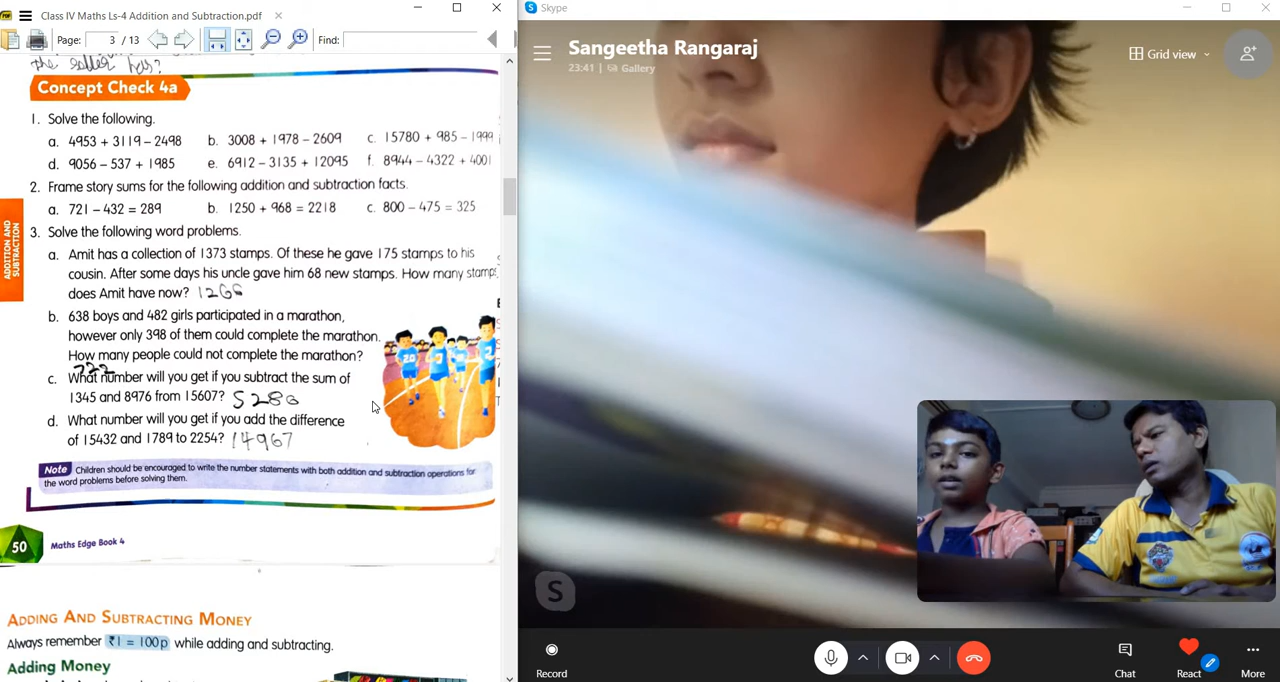 Class IV Maths Ls-4 Addition and Subtraction.pdf
Page: 3 / 13 Find:
the seller has?
Concept Check 4a
1. Solve the following.
a. 4953 + 3119 – 2498 b. 3008 + 1978 – 2609 c. 15780 + 985 – 1999
d. 9056 – 537 + 1985 e. 6912 – 3135 + 12095 f. 8944 – 4322 + 4001
2. Frame story sums for the following addition and subtraction facts.
a. 721 – 432 = 289 b. 1250 + 968 = 2218 c. 800 – 475 = 325
3. Solve the following word problems.
a. Amit has a collection of 1373 stamps. Of these he gave 175 stamps to his
cousin. After some days his uncle gave him 68 new stamps. How many stamps
does Amit have now? 1266
b. 638 boys and 482 girls participated in a marathon,
however only 398 of them could complete the marathon.
How many people could not complete the marathon?
722
c. What number will you get if you subtract the sum of
1345 and 8976 from 15607? 5286
d. What number will you get if you add the difference
of 15432 and 1789 to 2254? 14967
Note Children should be encouraged to write the number statements with both addition and subtraction operations for
the word problems before solving them.
ADDITION AND
SUBTRACTION
50 Maths Edge Book 4
ADDING AND SUBTRACTING MONEY
Always remember ₹1 = 100p while adding and subtracting.
Adding Money
Skype
Sangeetha Rangaraj
23:41 | Gallery
Grid view
Record
Chat
React
More